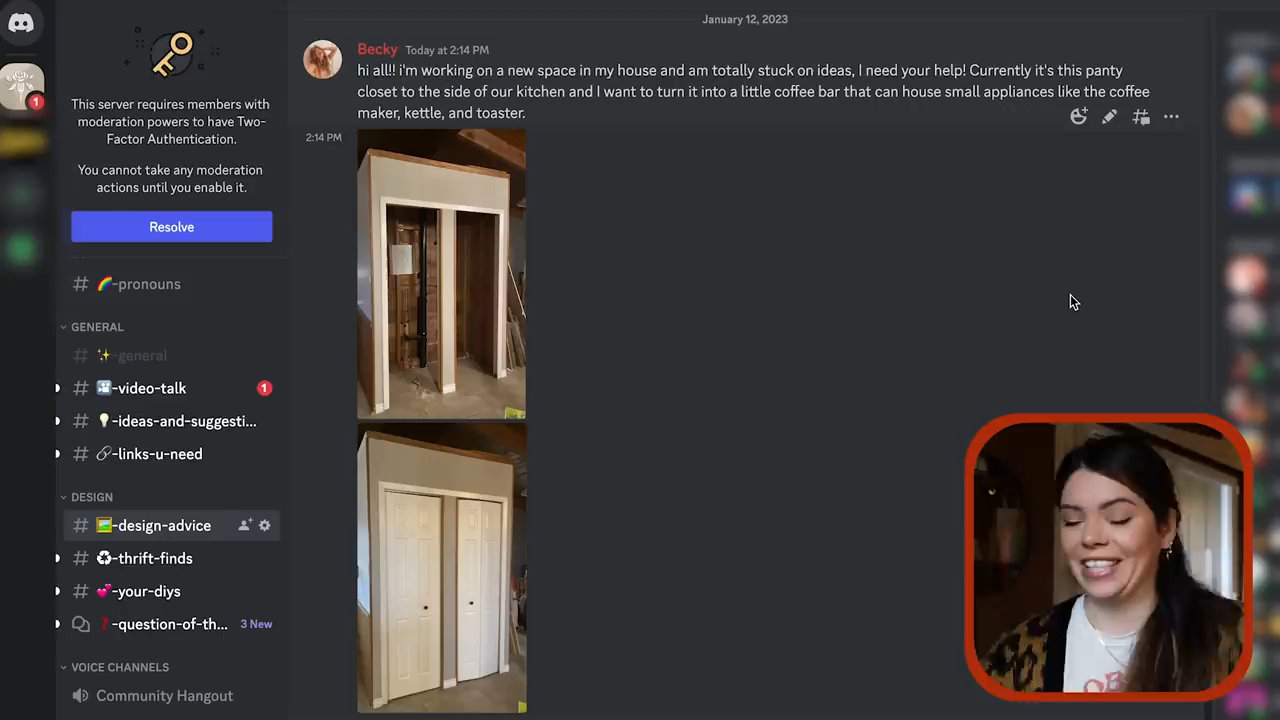 January 12, 2023
1
This server requires members with
moderation powers to have Two-
Factor Authentication.
You cannot take any moderation
actions until you enable it.
Resolve
# 🌈-pronouns
GENERAL
# ✨-general
# 🎦-video-talk 1
# 💡-ideas-and-suggesti...
# 🔗-links-u-need
DESIGN
# 🖼️-design-advice
# ♻-thrift-finds
# 💞-your-diys
❓-question-of-th... 3 New
VOICE CHANNELS
Community Hangout
Becky Today at 2:14 PM
hi all!! i'm working on a new space in my house and am totally stuck on ideas, I need your help! Currently it's this panty
closet to the side of our kitchen and I want to turn it into a little coffee bar that can house small appliances like the coffee
maker, kettle, and toaster.
2:14 PM